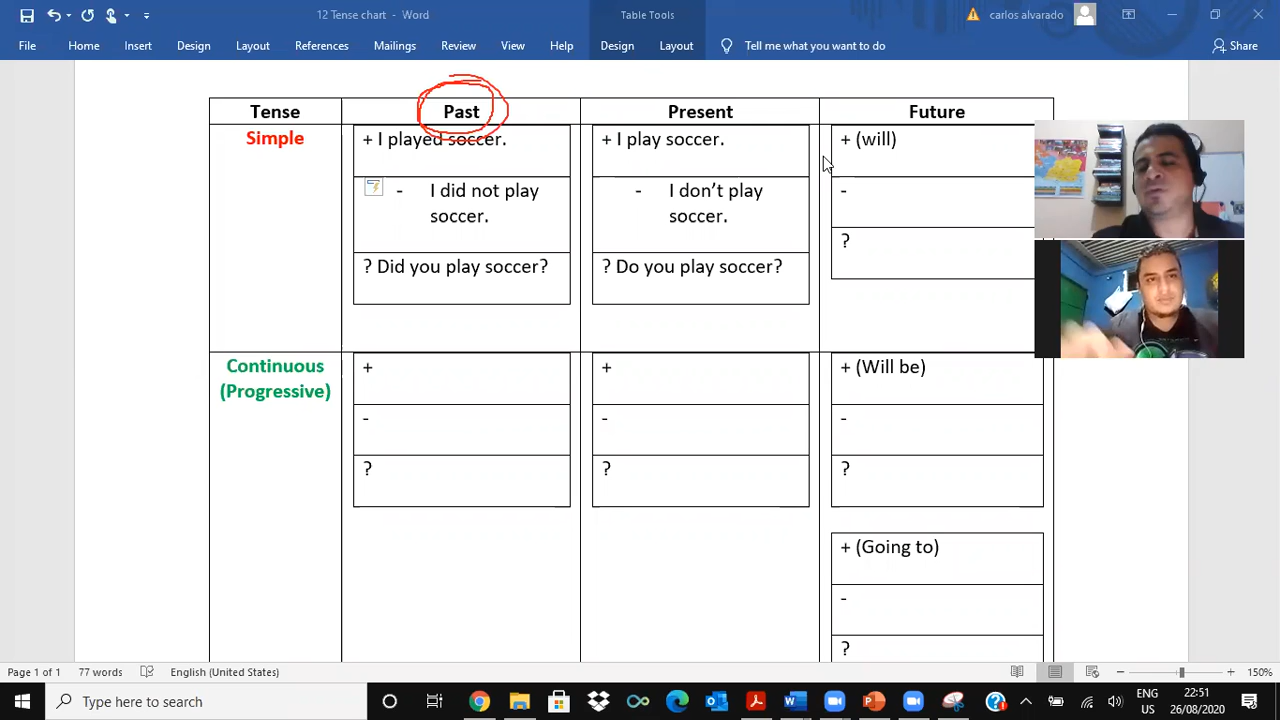 12 Tense chart - Word
Table Tools
carlos alvarado
File Home Insert Design Layout References Mailings Review View Help Design Layout Tell me what you want to do Share
Tense Past Present Future
Simple
+ I played soccer.
- I did not play
soccer.
? Did you play soccer?
+ I play soccer.
- I don’t play
soccer.
? Do you play soccer?
+ (will)
-
?
Continuous
(Progressive)
+
-
?
+
-
?
+ (Will be)
-
?
+ (Going to)
-
?
Page 1 of 1 77 words English (United States) 150%
Type here to search
ENG
ES
22:51
26/08/2020